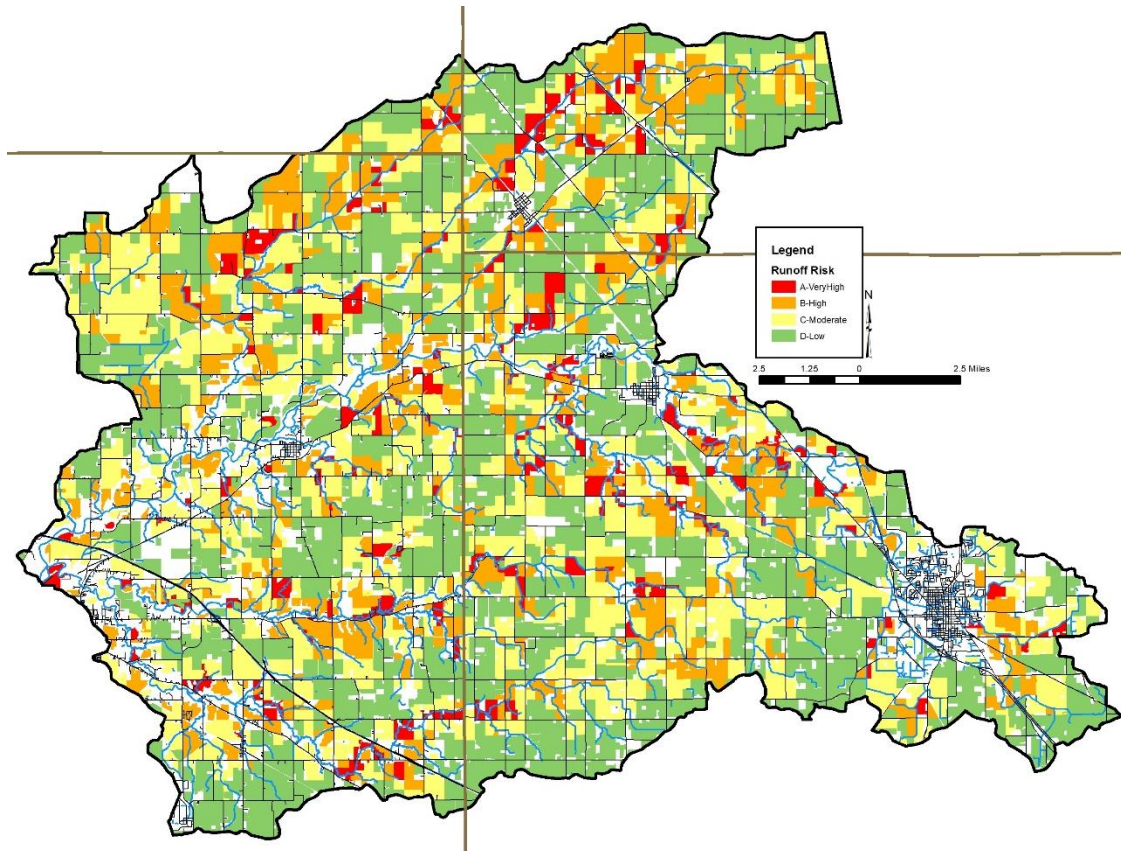 Legend
Runoff Risk
A-VeryHigh
B-High
C-Moderate
D-Low
N
2.5 1.25 0 2.5 Miles